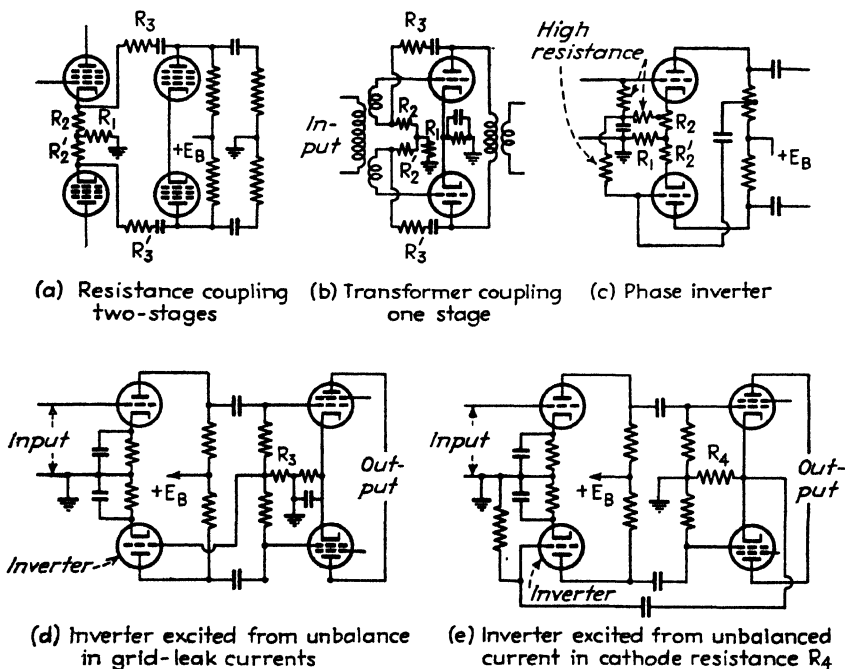 R3
R2
R1
R2'
+EB
R3'
(a) Resistance coupling
two-stages
R3
In-
put
R2
R1
R2'
R3'
(b) Transformer coupling
one stage
High
resistance
R2
R1
R2'
+EB
(c) Phase inverter
Input
+EB
R3
Out-
put
Inverter
(d) Inverter excited from unbalance
in grid-leak currents
Input
+EB
R4
Out-
put
Inverter
(e) Inverter excited from unbalanced
current in cathode resistance R4